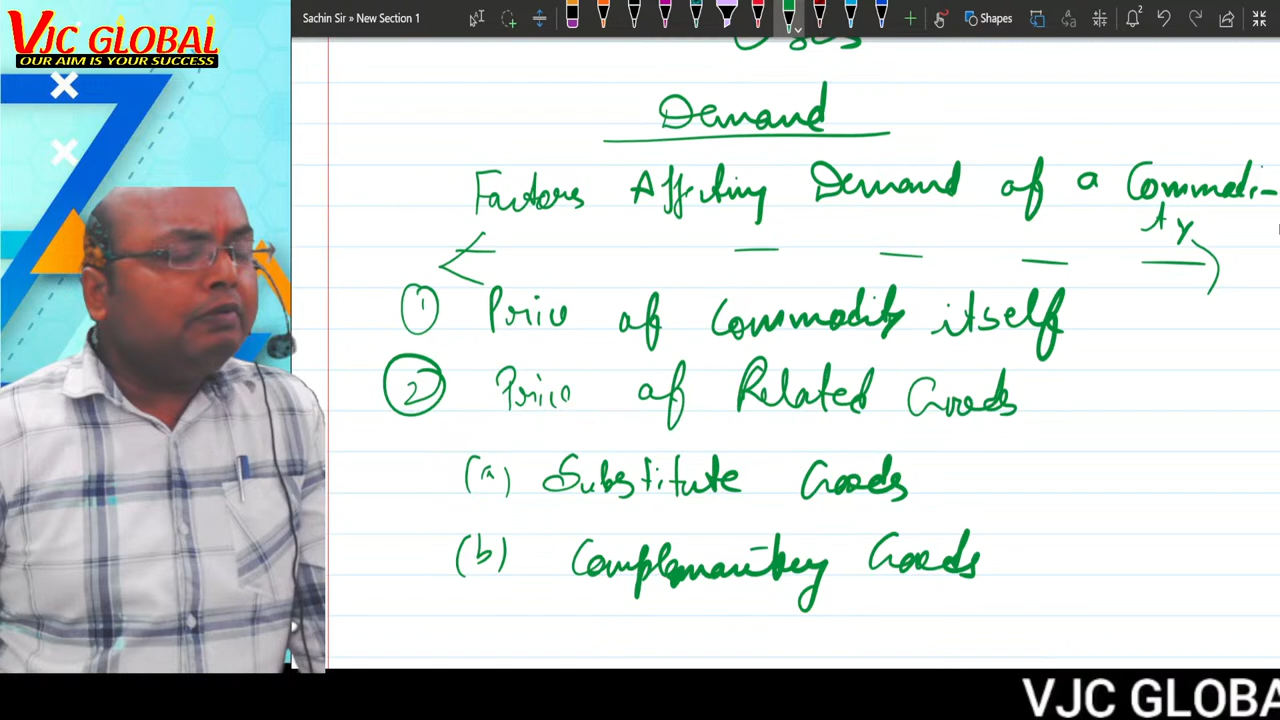 VJC GLOBAL
OUR AIM IS YOUR SUCCESS
Sachin Sir » New Section 1
Shapes
Uses
Demand
Factors Affecting Demand of a Commodi-
ty
① Price of Commodity itself
② Price of Related Goods
(a) Substitute Goods
(b) Complementary Goods
VJC GLOBA